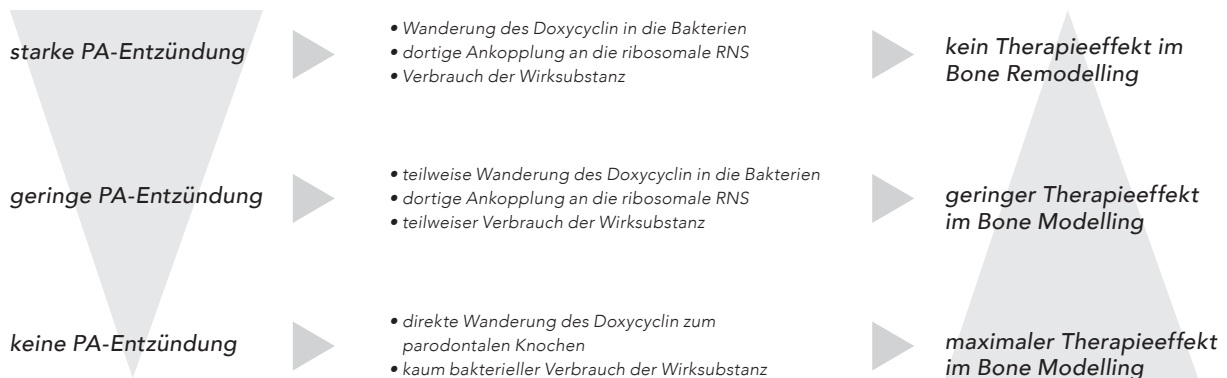 starke PA-Entzündung
• Wanderung des Doxycyclin in die Bakterien
• dortige Ankopplung an die ribosomale RNS
• Verbrauch der Wirksubstanz
kein Therapieeffekt im
Bone Remodelling
geringe PA-Entzündung
• teilweise Wanderung des Doxycyclin in die Bakterien
• dortige Ankopplung an die ribosomale RNS
• teilweiser Verbrauch der Wirksubstanz
geringer Therapieeffekt
im Bone Modelling
keine PA-Entzündung
• direkte Wanderung des Doxycyclin zum
parodontalen Knochen
• kaum bakterieller Verbrauch der Wirksubstanz
maximaler Therapieeffekt
im Bone Modelling